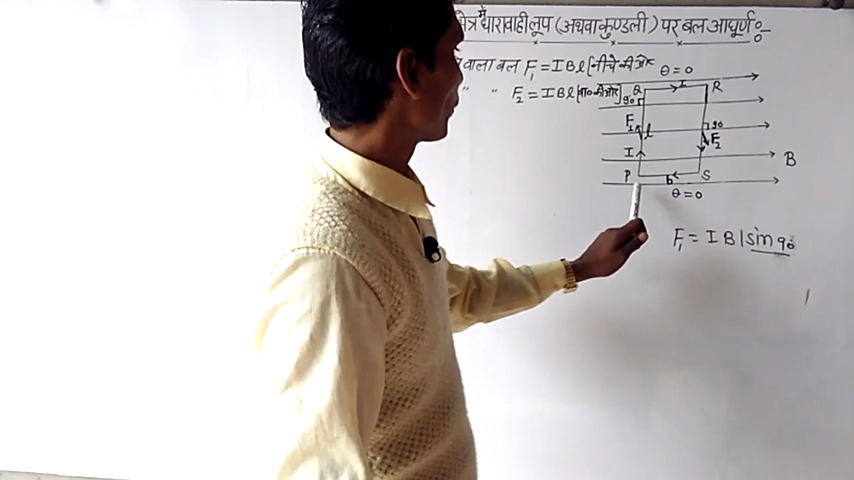 में धारावाही लूप (अथवा कुण्डली) पर बल आघूर्ण :-
वाला बल F₁ = I B l [नीचे की ओर
" " F₂ = I B l [बा० की ओर]
θ = 0
Q I R
90
F₁ l
90
F₂
I
B
P b S
θ = 0
F₁ = I B l sin 90